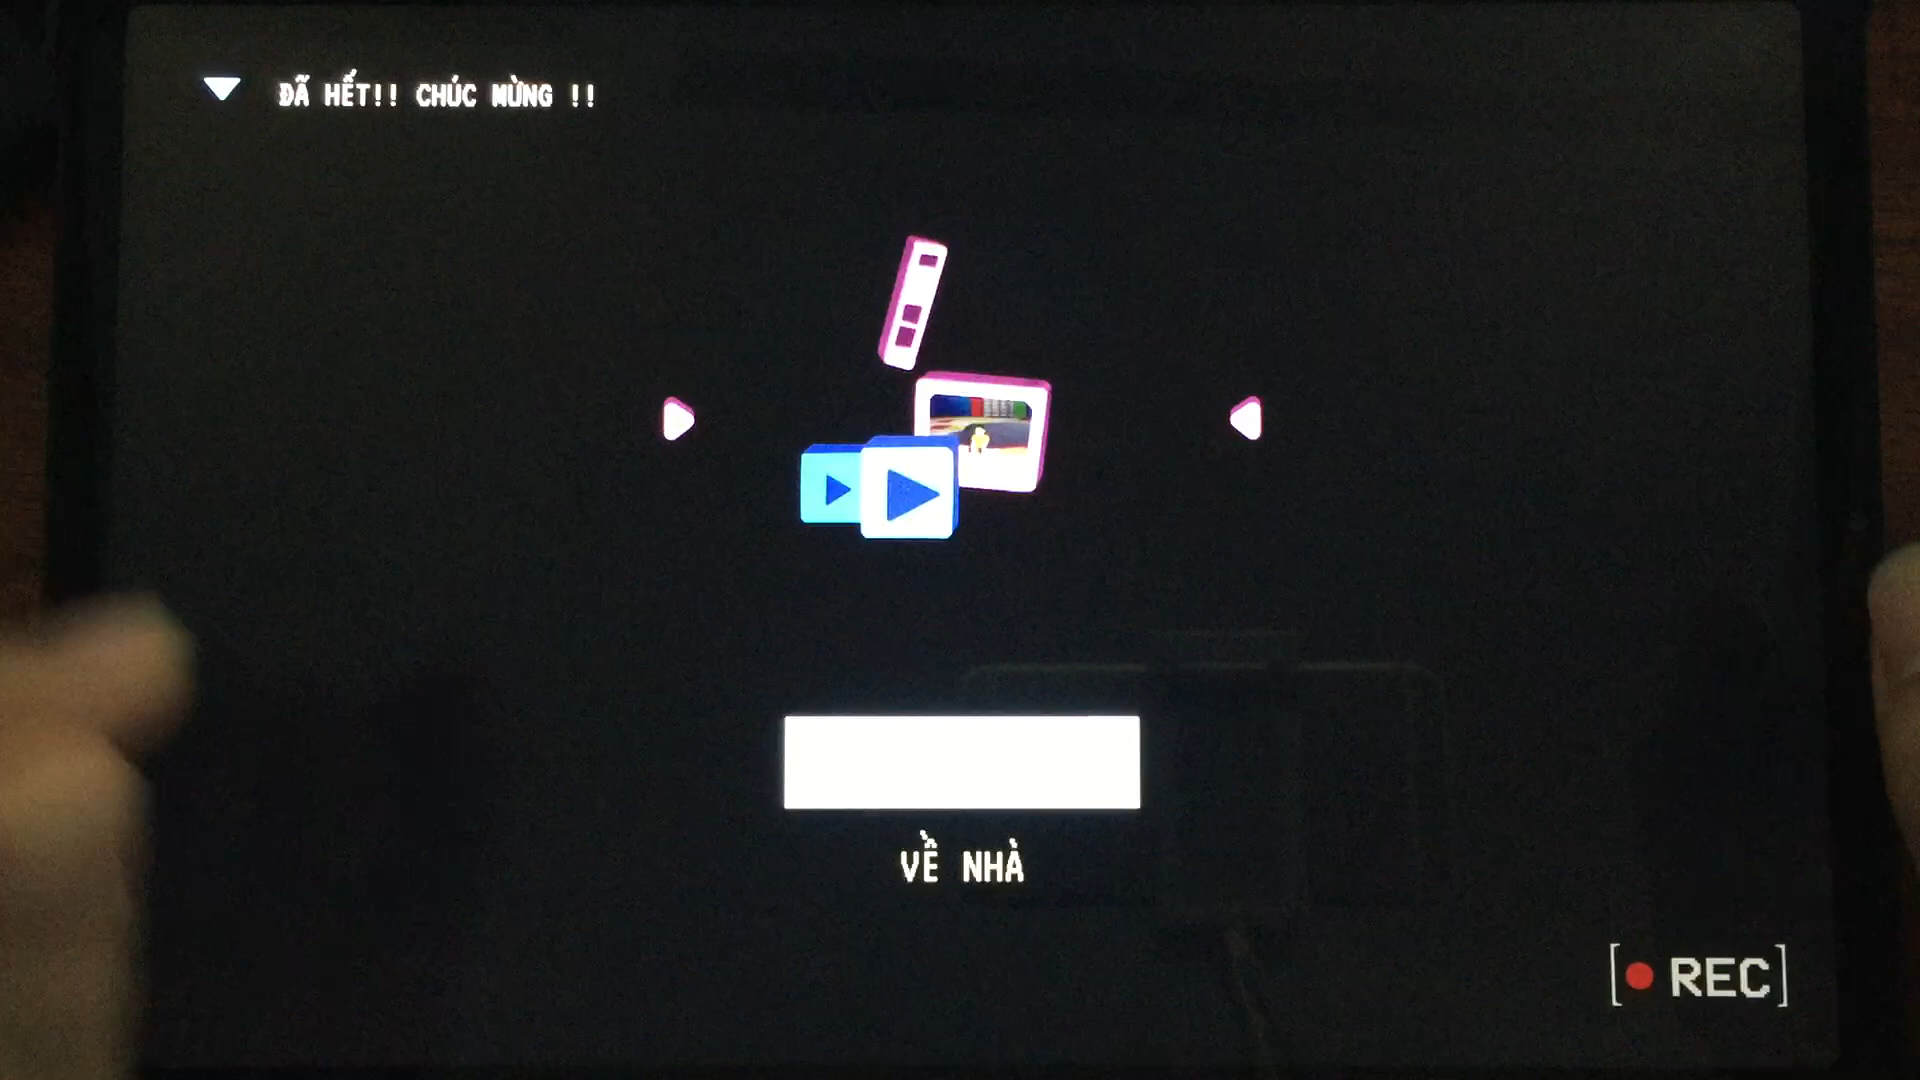 ĐÃ HẾT!! CHÚC MỪNG !!
VỀ NHÀ
[● REC]